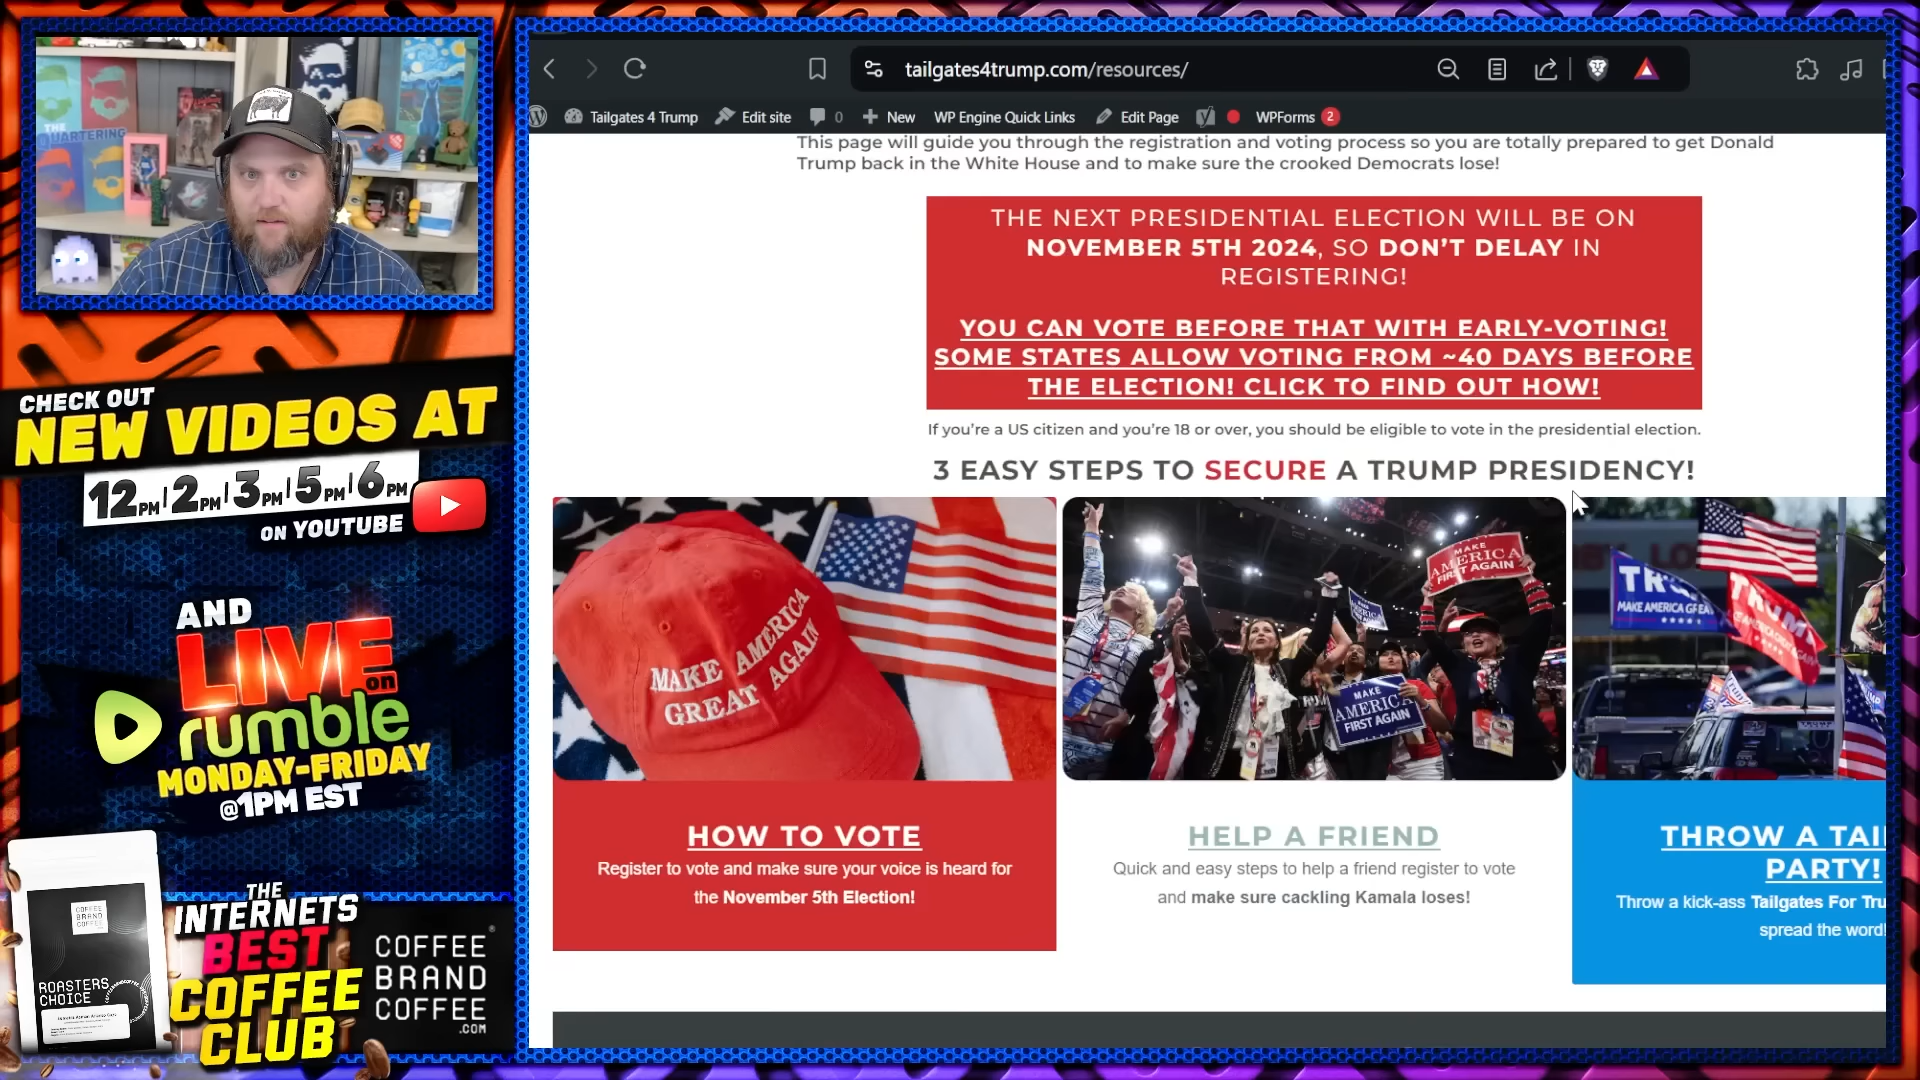 THE
QUARTERING
CHECK OUT
NEW VIDEOS AT
12PM | 2PM | 3PM | 5PM | 6PM
ON YOUTUBE
AND
LIVE
on
rumble
MONDAY-FRIDAY
@1PM EST
THE
INTERNETS
BEST
COFFEE
CLUB
COFFEE
BRAND
COFFEE
ROASTERS
CHOICE
COFFEE
BRAND
COFFEE
.COM
tailgates4trump.com/resources/
Tailgates 4 Trump
Edit site
0
New
WP Engine Quick Links
Edit Page
WPForms 2
This page will guide you through the registration and voting process so you are totally prepared to get Donald
Trump back in the White House and to make sure the crooked Democrats lose!
THE NEXT PRESIDENTIAL ELECTION WILL BE ON
NOVEMBER 5TH 2024, SO DON'T DELAY IN
REGISTERING!
YOU CAN VOTE BEFORE THAT WITH EARLY-VOTING!
SOME STATES ALLOW VOTING FROM ~40 DAYS BEFORE
THE ELECTION! CLICK TO FIND OUT HOW!
If you're a US citizen and you're 18 or over, you should be eligible to vote in the presidential election.
3 EASY STEPS TO SECURE A TRUMP PRESIDENCY!
MAKE AMERICA
GREAT AGAIN
MAKE
AMERICA
FIRST AGAIN
MAKE
AMERICA
FIRST AGAIN
TR
MAKE AMERICA GREA
TRUMP
HOW TO VOTE
Register to vote and make sure your voice is heard for
the November 5th Election!
HELP A FRIEND
Quick and easy steps to help a friend register to vote
and make sure cackling Kamala loses!
THROW A TAI
PARTY!
Throw a kick-ass Tailgates For Tru
spread the word!